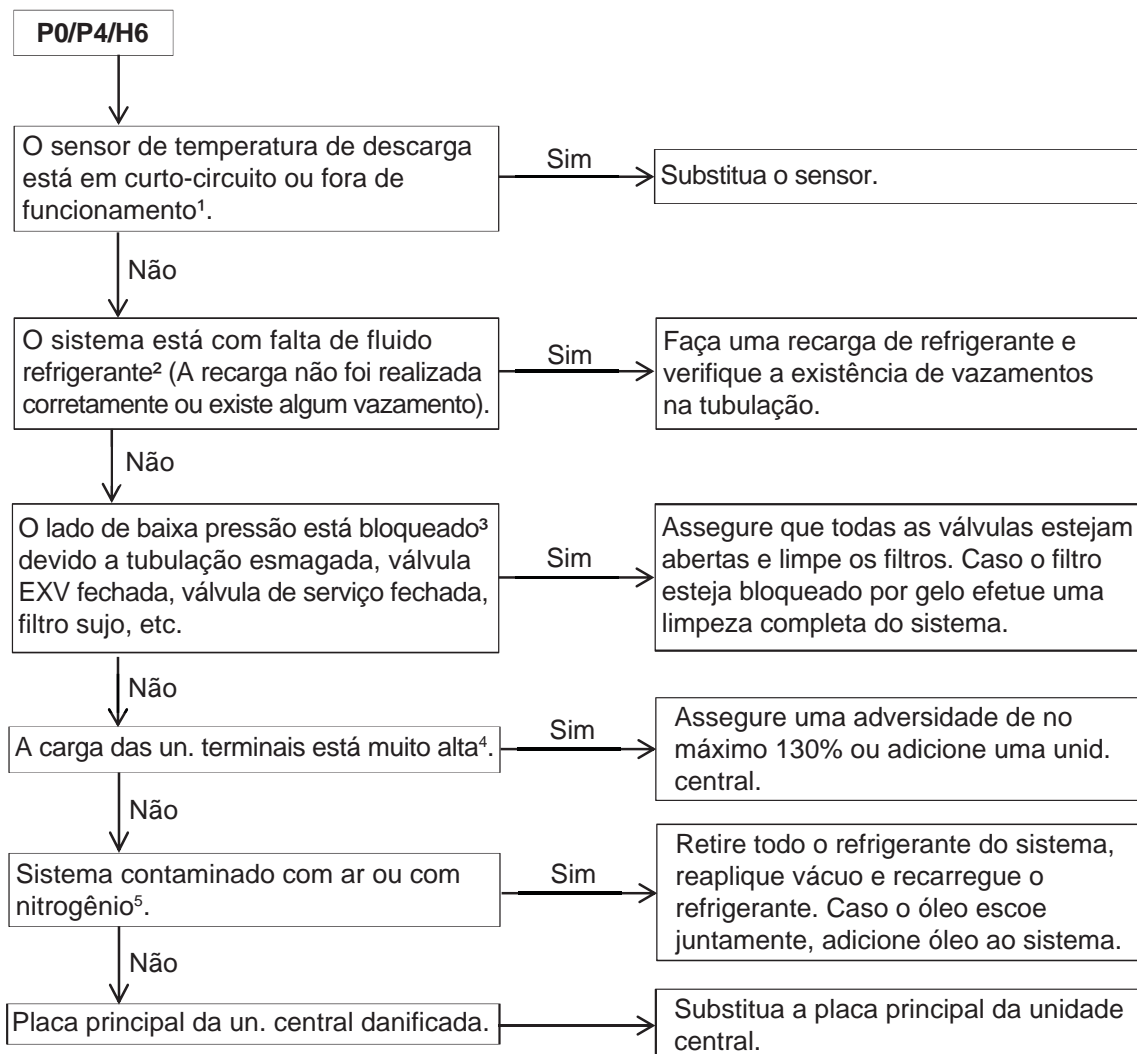 P0/P4/H6
O sensor de temperatura de descarga
está em curto-circuito ou fora de
funcionamento¹.
Sim
Substitua o sensor.
Não
O sistema está com falta de fluido
refrigerante² (A recarga não foi realizada
corretamente ou existe algum vazamento).
Sim
Faça uma recarga de refrigerante e
verifique a existência de vazamentos
na tubulação.
Não
O lado de baixa pressão está bloqueado³
devido a tubulação esmagada, válvula
EXV fechada, válvula de serviço fechada,
filtro sujo, etc.
Sim
Assegure que todas as válvulas estejam
abertas e limpe os filtros. Caso o filtro
esteja bloqueado por gelo efetue uma
limpeza completa do sistema.
Não
A carga das un. terminais está muito alta⁴.
Sim
Assegure uma adversidade de no
máximo 130% ou adicione uma unid.
central.
Não
Sistema contaminado com ar ou com
nitrogênio⁵.
Sim
Retire todo o refrigerante do sistema,
reaplique vácuo e recarregue o
refrigerante. Caso o óleo escoe
juntamente, adicione óleo ao sistema.
Não
Placa principal da un. central danificada.
Substitua a placa principal da unidade
central.